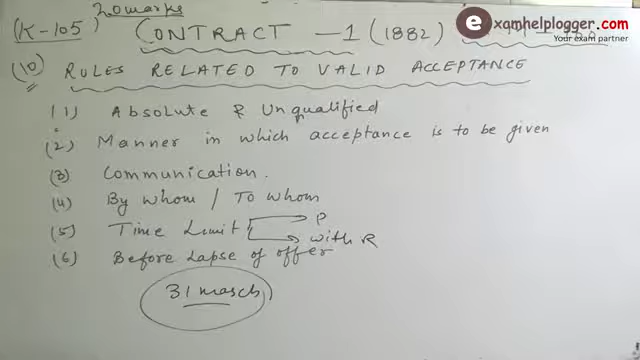 (K-105) 20 marks
CONTRACT - 1 (1882)
examhelplogger.com
Your exam partner
(10) RULES RELATED TO VALID ACCEPTANCE
(1) Absolute & Unqualified
(2) Manner in which acceptance is to be given
(3) Communication.
(4) By whom / To whom
(5) Time Limit P
with R
(6) Before Lapse of offer
31 march